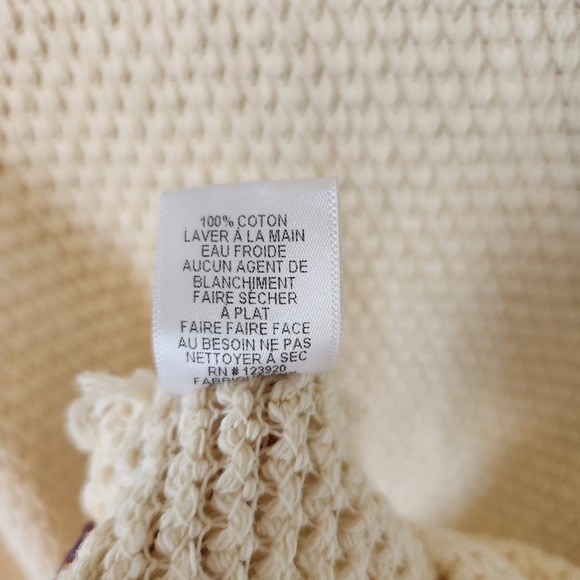 100% COTON
LAVER À LA MAIN
EAU FROIDE
AUCUN AGENT DE
BLANCHIMENT
FAIRE SÈCHER
À PLAT
FAIRE FAIRE FACE
AU BESOIN NE PAS
NETTOYER À SEC
RN # 123920